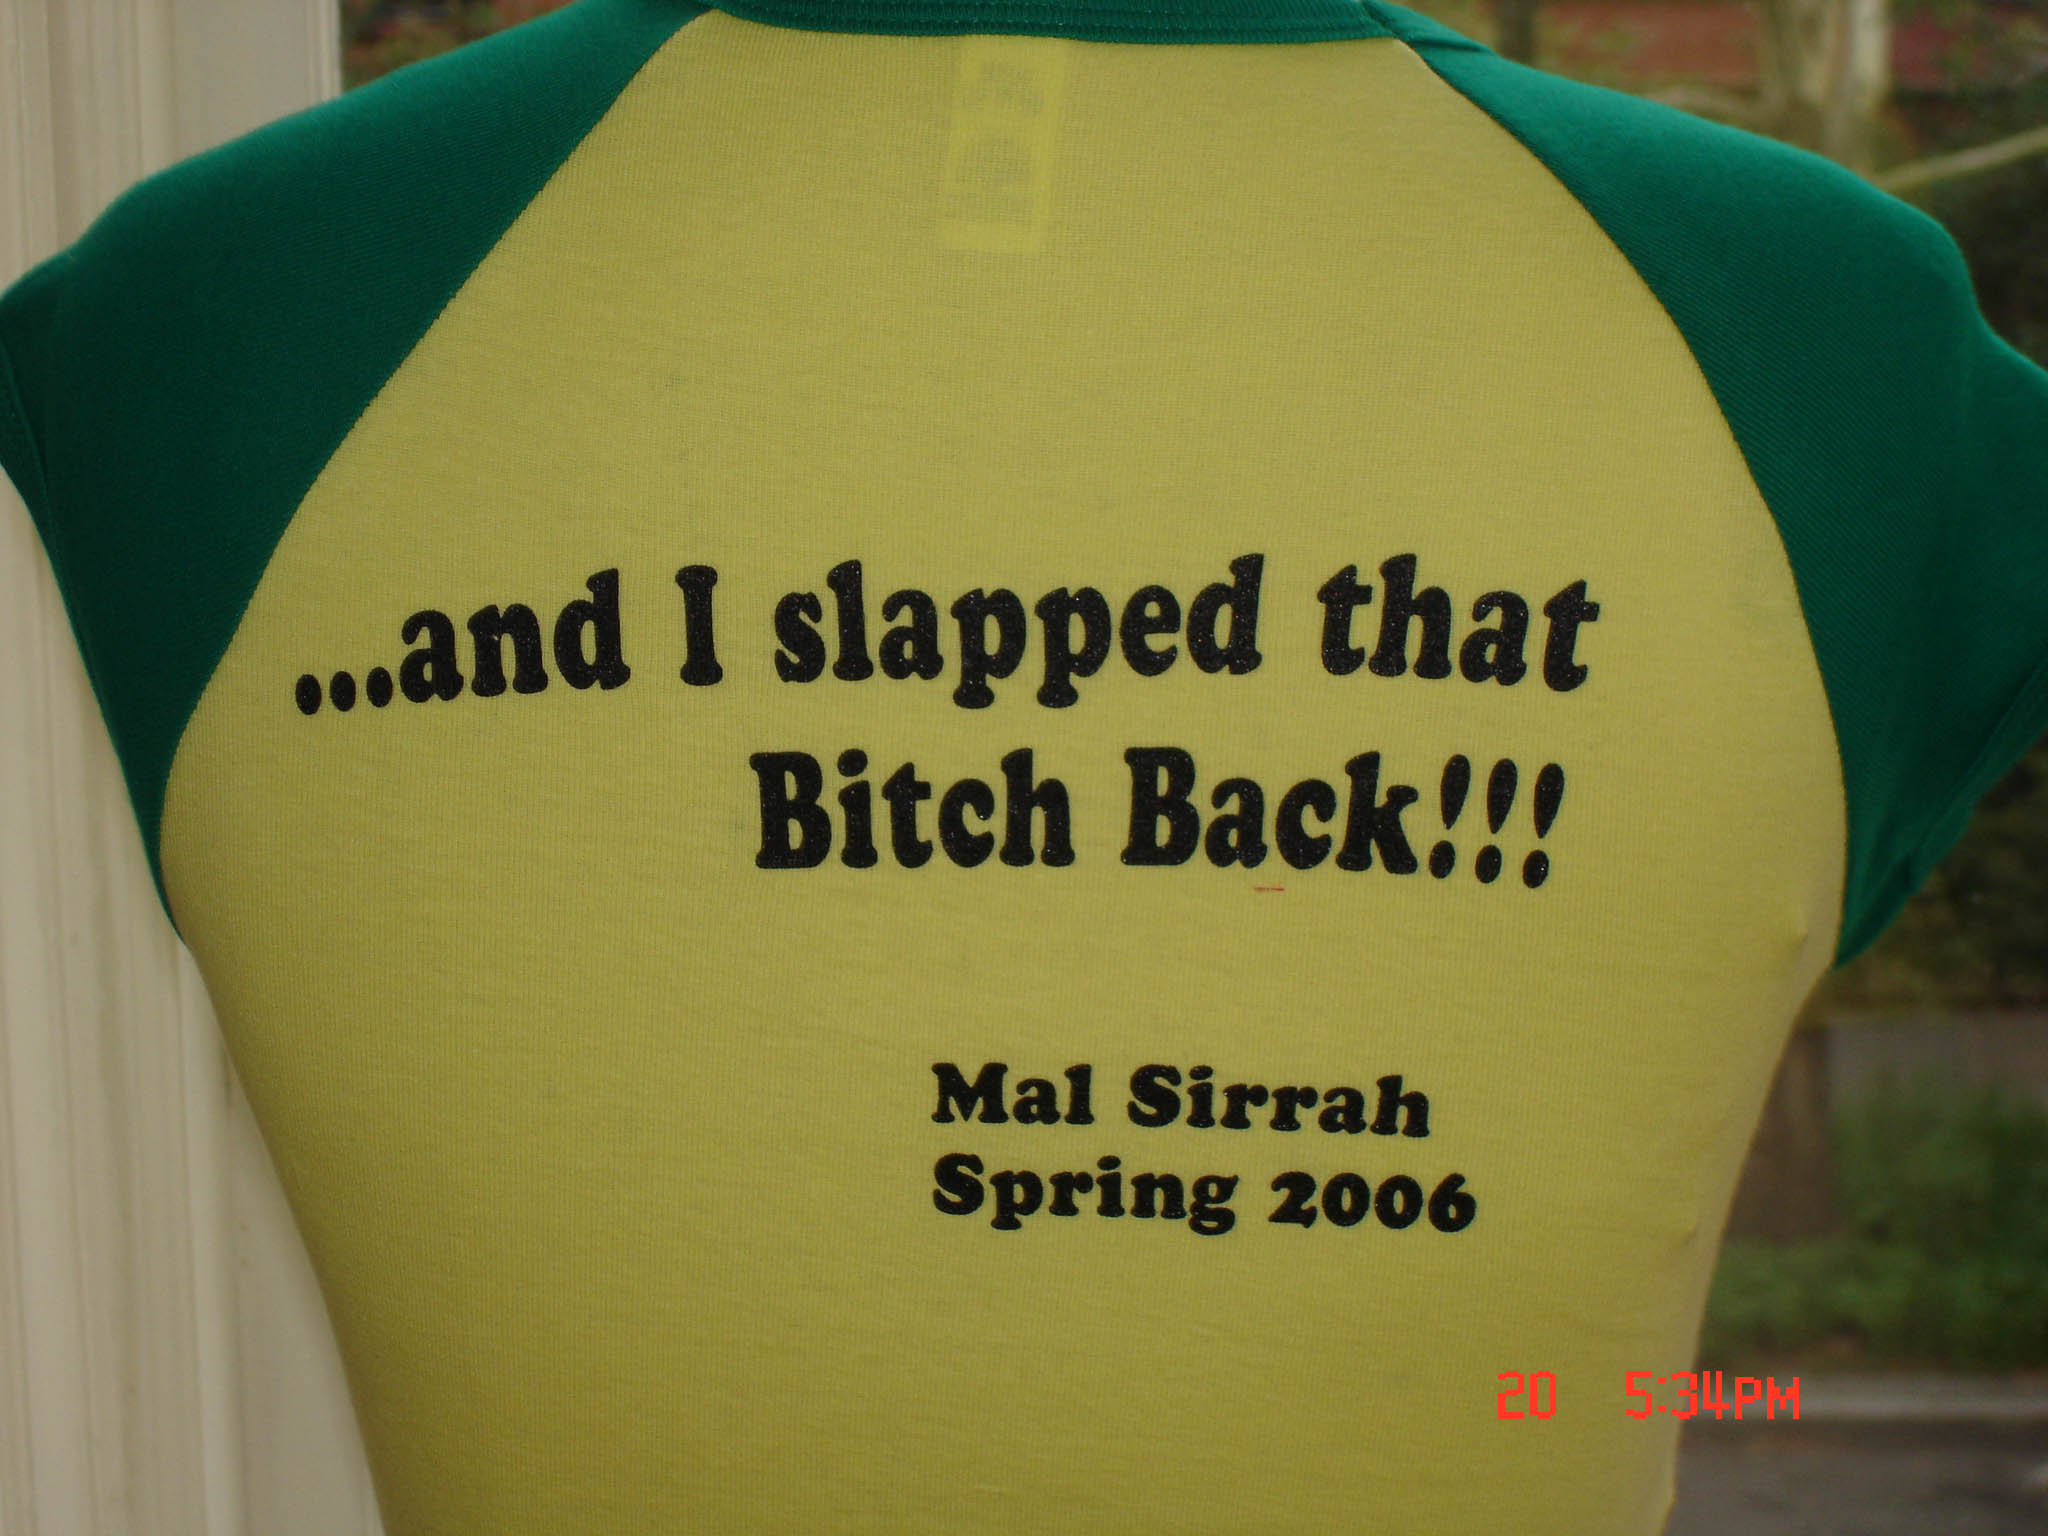 ...and I slapped that
Bitch Back!!!
Mal Sirrah
Spring 2006
20 5:34PM